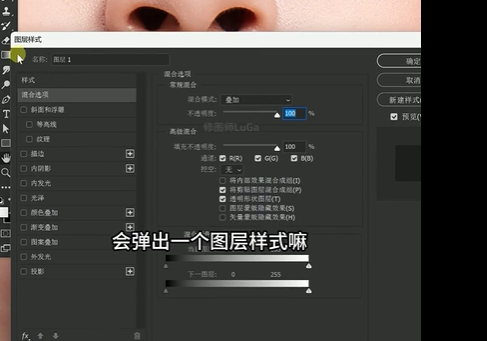 图层样式
名称: 图层 1
确定
取消
新建样式(
预览(
样式
混合选项
斜面和浮雕
等高线
纹理
描边
内阴影
内发光
光泽
颜色叠加
渐变叠加
图案叠加
外发光
投影
fx
混合选项
常规混合
混合模式: 叠加
不透明度: 100 %
修图师LuGa
高级混合
填充不透明度: 100 %
通道: R(R) G(G) B(B)
挖空: 无
将内部效果混合成组(I)
将剪贴图层混合成组(P)
透明形状图层(T)
图层蒙版隐藏效果(S)
矢量蒙版隐藏效果(H)
会弹出一个图层样式嘛
下一图层: 0 255